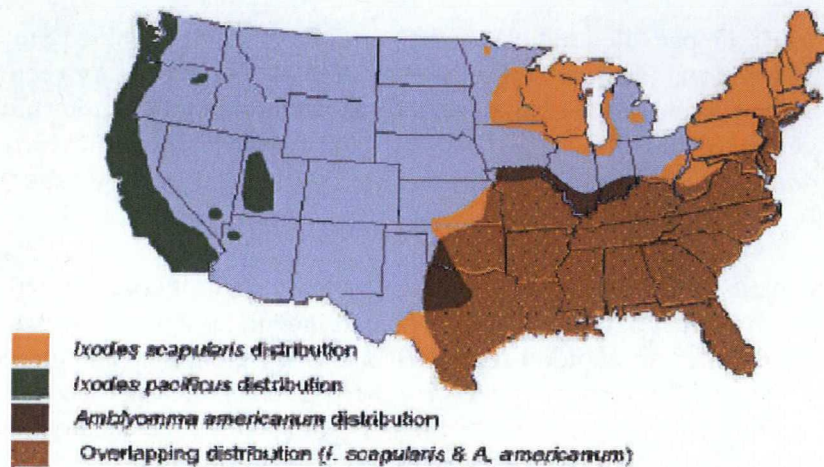 Ixodes scapularis distribution
Ixodes pacificus distribution
Amblyomma americanum distribution
Overlapping distribution (I. scapularis & A. americanum)